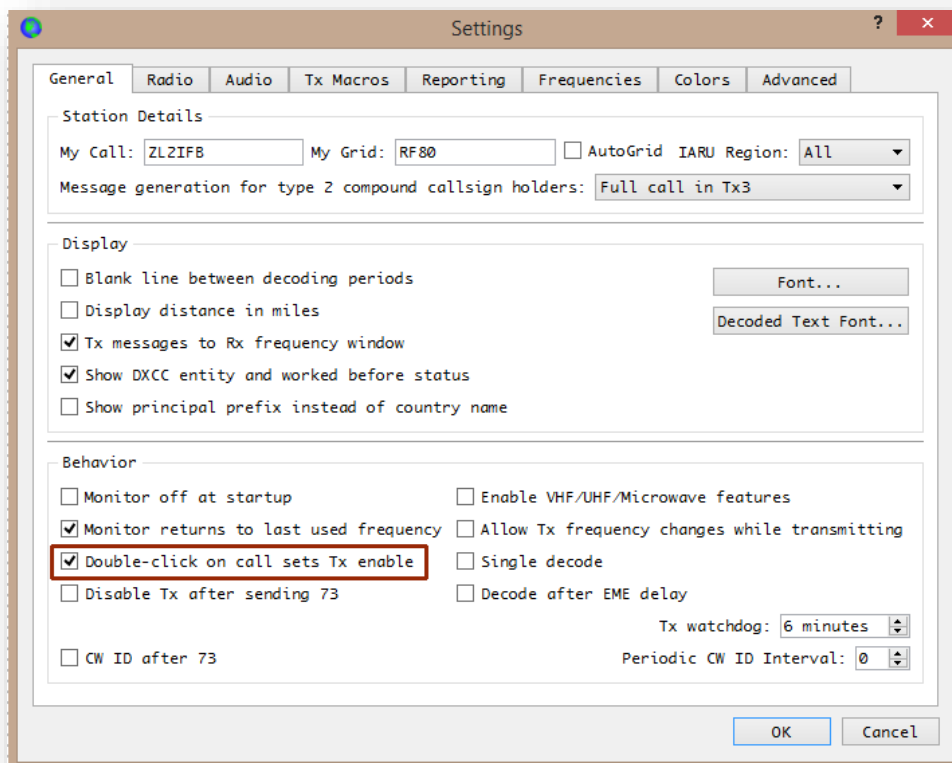 Settings
? ×
General Radio Audio Tx Macros Reporting Frequencies Colors Advanced
Station Details
My Call: ZL2IFB My Grid: RF80 AutoGrid IARU Region: All
Message generation for type 2 compound callsign holders: Full call in Tx3
Display
Blank line between decoding periods Font...
Display distance in miles Decoded Text Font...
Tx messages to Rx frequency window
Show DXCC entity and worked before status
Show principal prefix instead of country name
Behavior
Monitor off at startup Enable VHF/UHF/Microwave features
Monitor returns to last used frequency Allow Tx frequency changes while transmitting
Double-click on call sets Tx enable Single decode
Disable Tx after sending 73 Decode after EME delay
Tx watchdog: 6 minutes
CW ID after 73 Periodic CW ID Interval: 0
OK Cancel